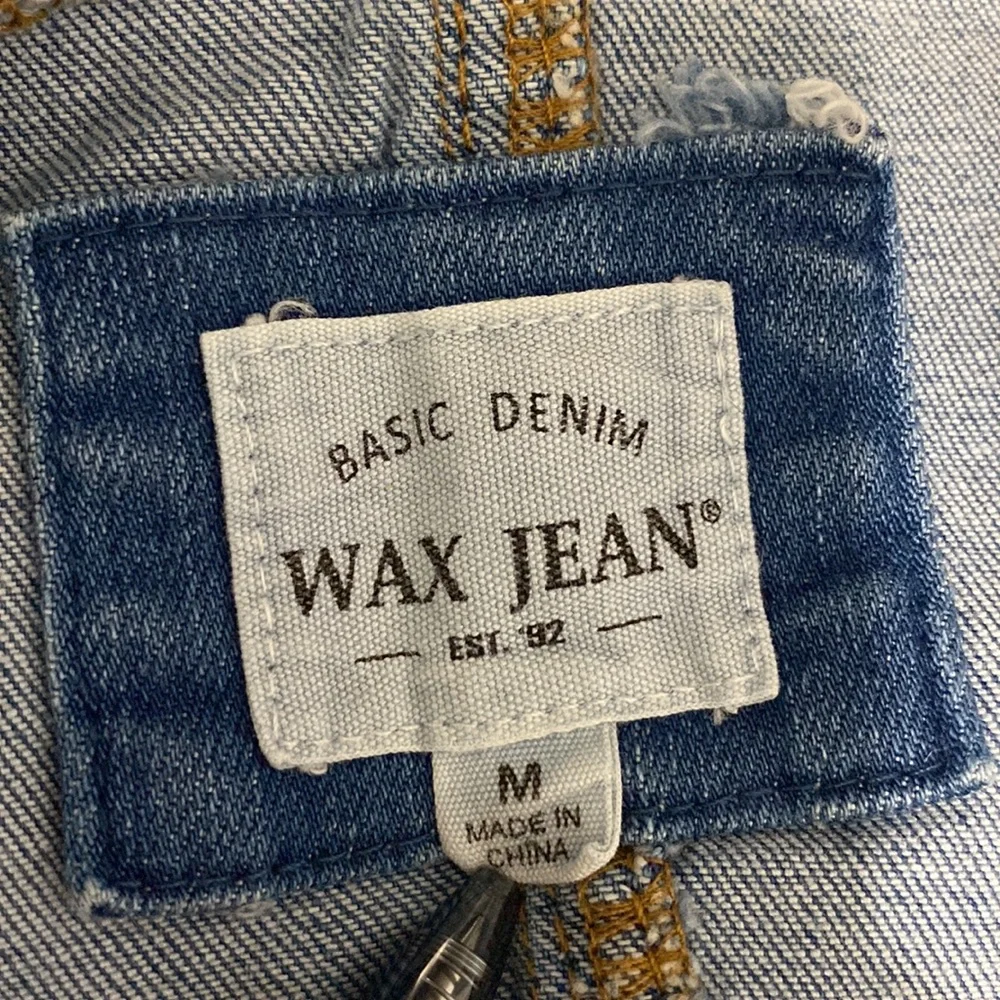 BASIC DENIM
WAX JEAN®
EST. '92
M
MADE IN
CHINA